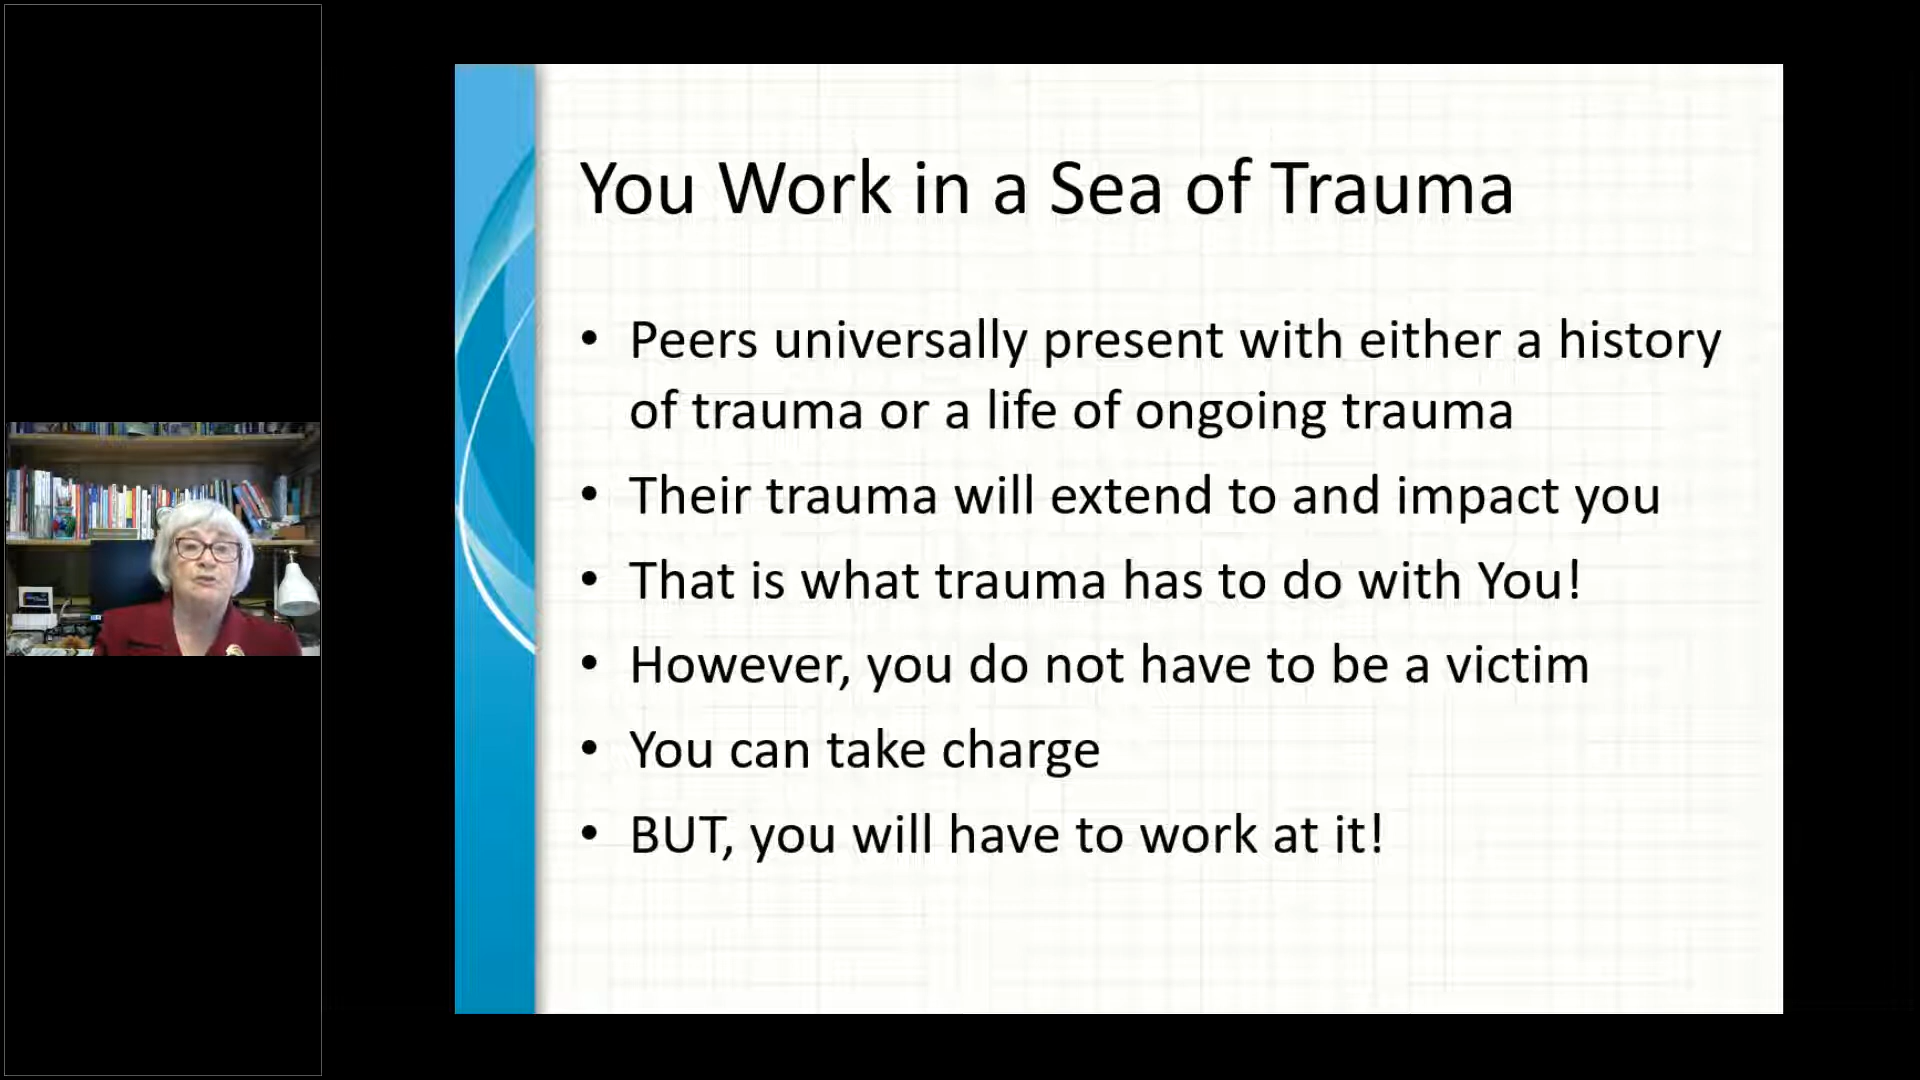 You Work in a Sea of Trauma
• Peers universally present with either a history
of trauma or a life of ongoing trauma
• Their trauma will extend to and impact you
• That is what trauma has to do with You!
• However, you do not have to be a victim
• You can take charge
• BUT, you will have to work at it!